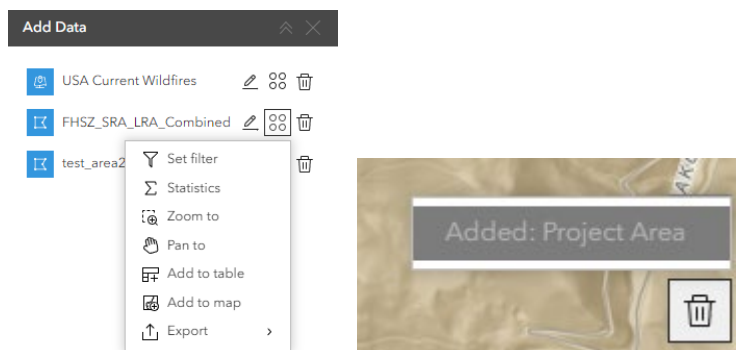 Add Data
USA Current Wildfires
FHSZ_SRA_LRA_Combined
test_area2
Set filter
Statistics
Zoom to
Pan to
Add to table
Add to map
Export
AK
Added: Project Area